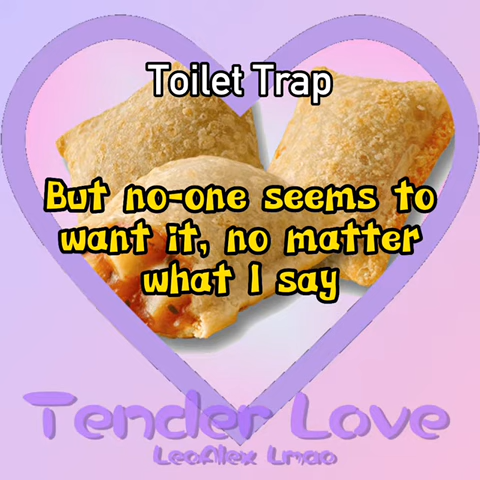 Toilet Trap
But no-one seems to
want it, no matter
what I say
Tender Love
LeoAlex Lmao